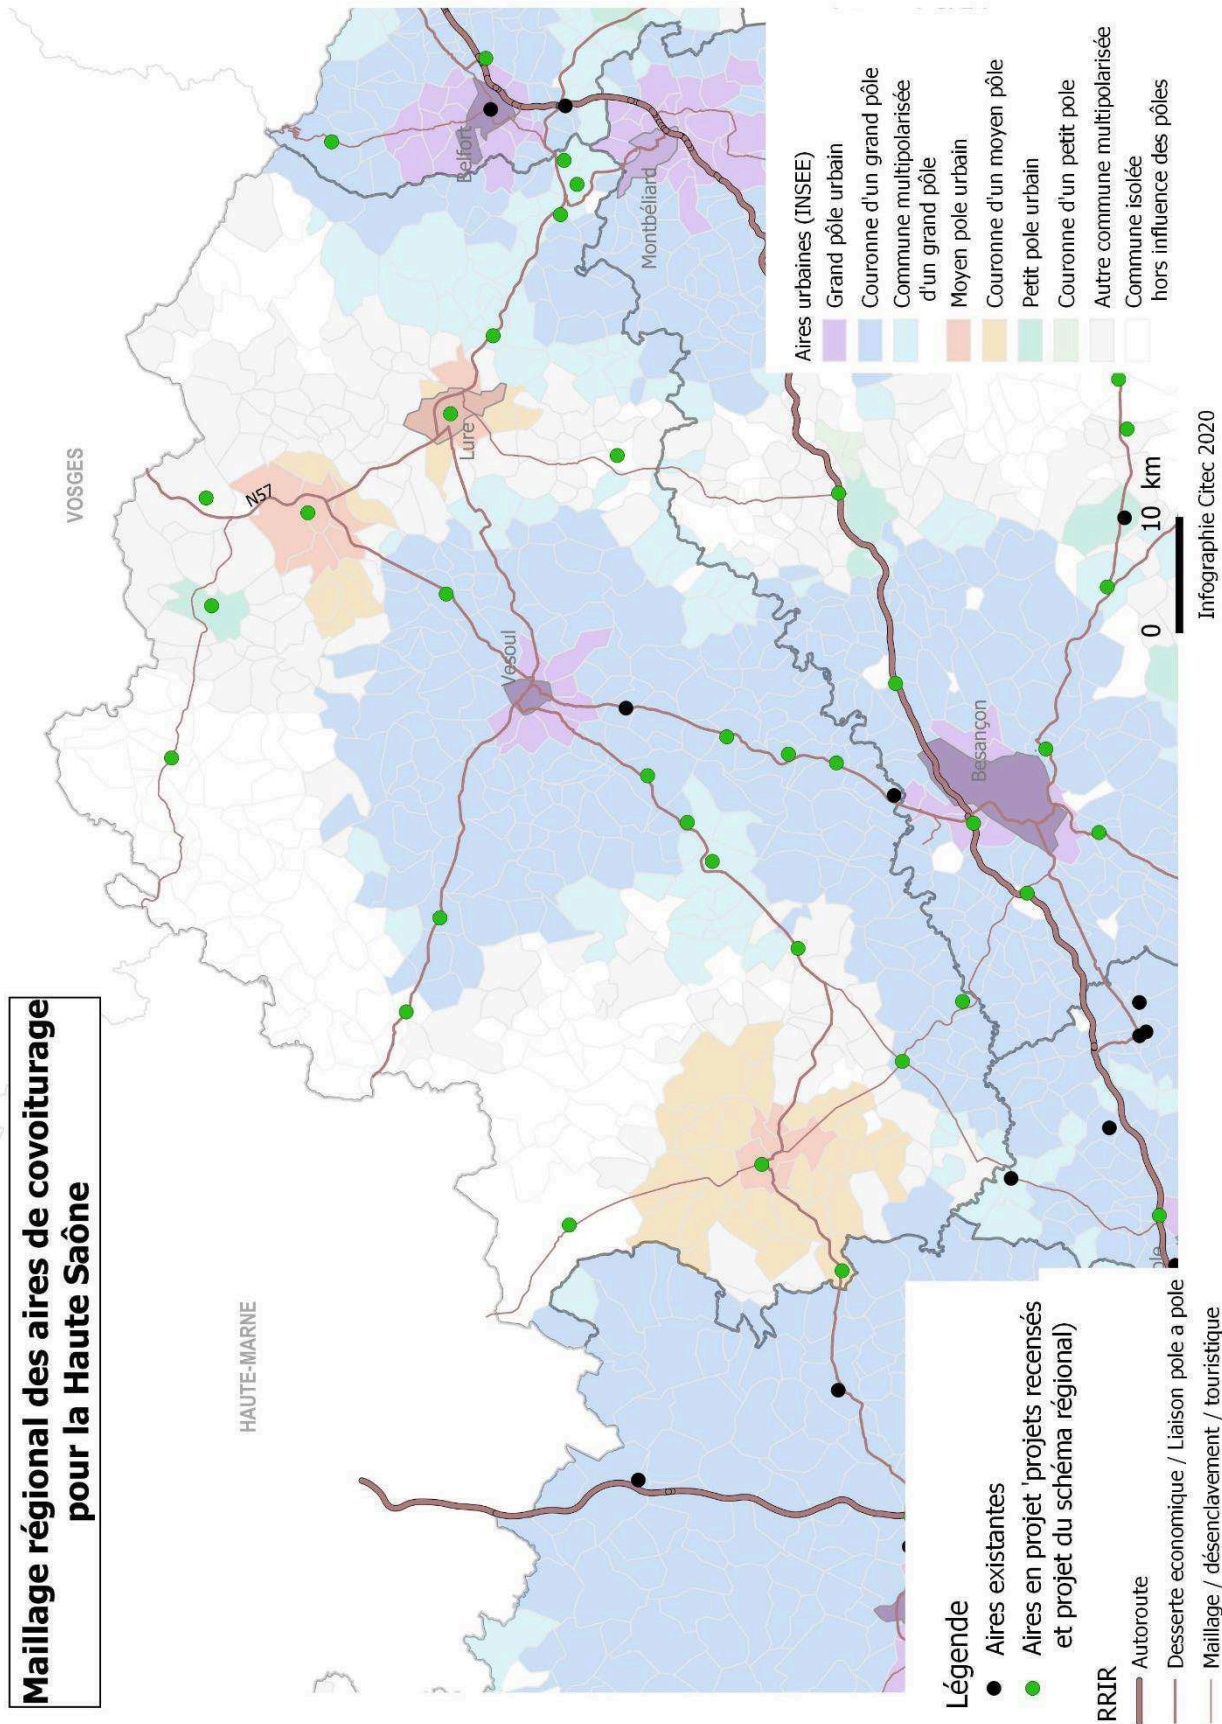 Maillage régional des aires de covoiturage
pour la Haute Saône
VOSGES
HAUTE-MARNE
N57
Belfort
Lure
Vesoul
Montbéliard
Besançon
Aires urbaines (INSEE)
Grand pôle urbain
Couronne d'un grand pôle
Commune multipolarisée
d'un grand pôle
Moyen pole urbain
Couronne d'un moyen pôle
Petit pole urbain
Couronne d'un petit pole
Autre commune multipolarisée
Commune isolée
hors influence des pôles
Légende
Aires existantes
Aires en projet 'projets recensés
et projet du schéma régional)
RRIR
Autoroute
Desserte economique / Liaison pole a pole
Maillage / désenclavement / touristique
0 10 km
Infographie Citec 2020